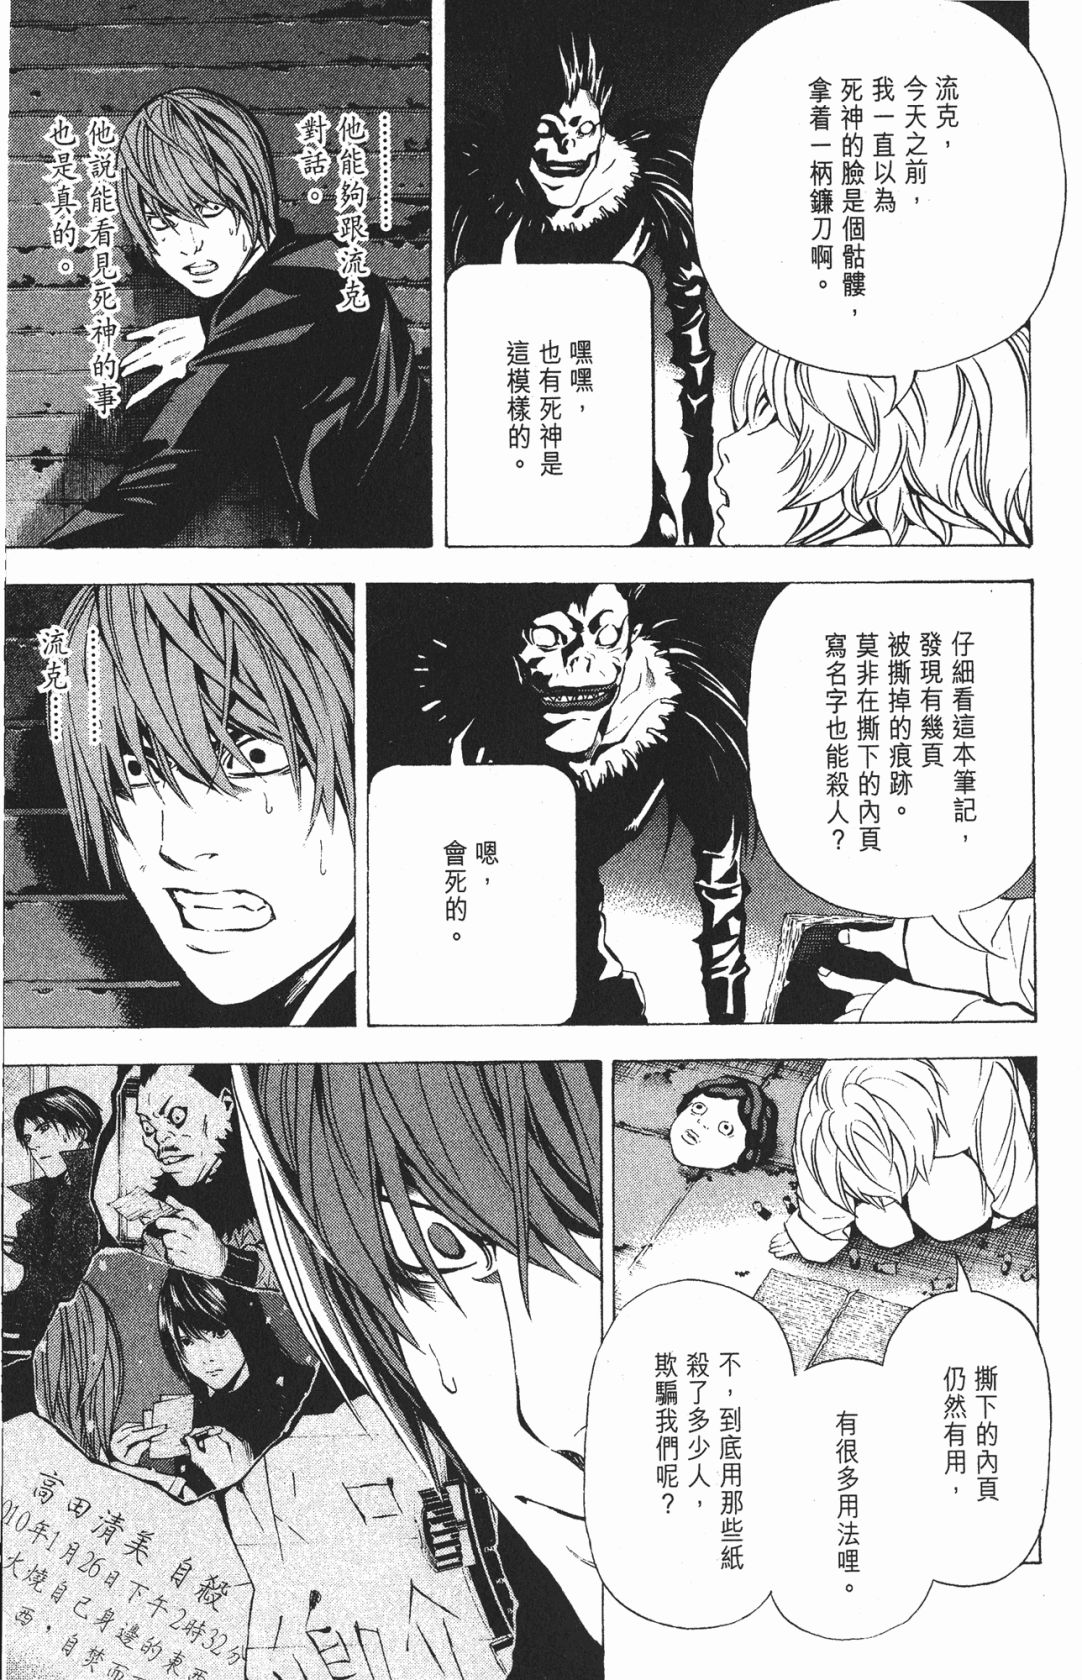 流克，
今天之前，
我一直以為
死神的臉是個骷髏，
拿着一柄鐮刀啊。
嘿嘿，
也有死神是
這模樣的。
…………
他能夠跟流克
對話。
他說能看見死神的事
也是真的。
仔細看這本筆記，
發現有幾頁
被撕掉的痕跡。
莫非在撕下的內頁
寫名字也能殺人？
嗯，
會死的。
…………
流克……
撕下的內頁
仍然有用，
有很多用法哩。
不，到底用那些紙
殺了多少人，
欺騙我們呢？
高田清美 自殺
010年1月26日下午2時32分
火燒自己身邊的東西
西，自焚而